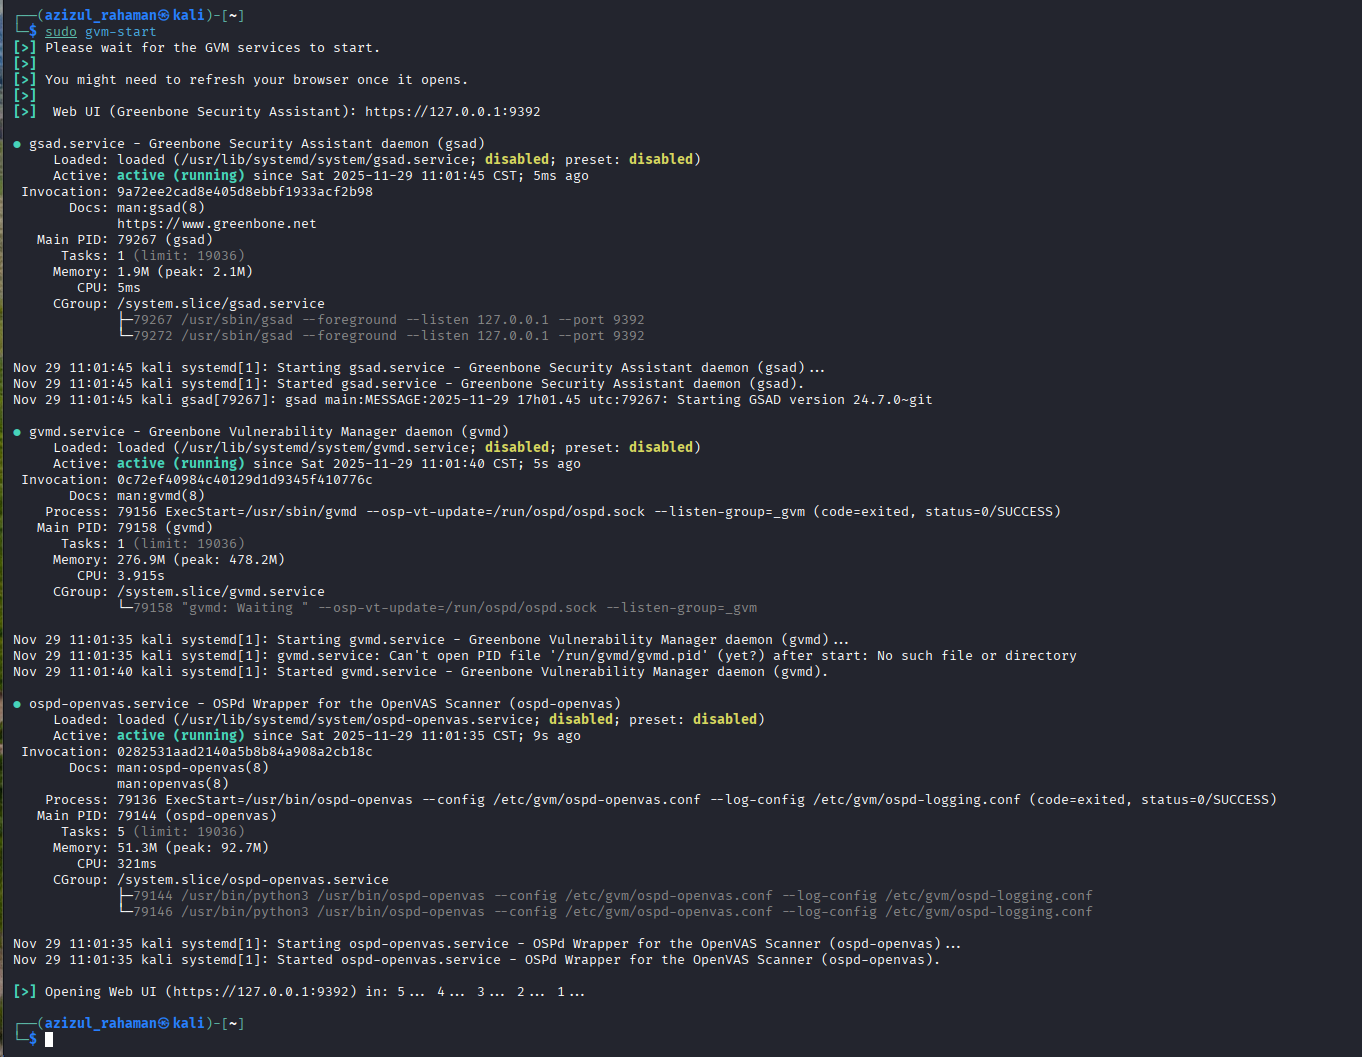 ┌──(azizul_rahaman㉿kali)-[~]
└─$ sudo gvm-start
[>] Please wait for the GVM services to start.
[>]
[>] You might need to refresh your browser once it opens.
[>]
[>]  Web UI (Greenbone Security Assistant): https://127.0.0.1:9392

● gsad.service - Greenbone Security Assistant daemon (gsad)
     Loaded: loaded (/usr/lib/systemd/system/gsad.service; disabled; preset: disabled)
     Active: active (running) since Sat 2025-11-29 11:01:45 CST; 5ms ago
 Invocation: 9a72ee2cad8e405d8ebbf1933acf2b98
       Docs: man:gsad(8)
             https://www.greenbone.net
   Main PID: 79267 (gsad)
      Tasks: 1 (limit: 19036)
     Memory: 1.9M (peak: 2.1M)
        CPU: 5ms
     CGroup: /system.slice/gsad.service
             ├─79267 /usr/sbin/gsad --foreground --listen 127.0.0.1 --port 9392
             └─79272 /usr/sbin/gsad --foreground --listen 127.0.0.1 --port 9392

Nov 29 11:01:45 kali systemd[1]: Starting gsad.service - Greenbone Security Assistant daemon (gsad)...
Nov 29 11:01:45 kali systemd[1]: Started gsad.service - Greenbone Security Assistant daemon (gsad).
Nov 29 11:01:45 kali gsad[79267]: gsad main:MESSAGE:2025-11-29 17h01.45 utc:79267: Starting GSAD version 24.7.0~git

● gvmd.service - Greenbone Vulnerability Manager daemon (gvmd)
     Loaded: loaded (/usr/lib/systemd/system/gvmd.service; disabled; preset: disabled)
     Active: active (running) since Sat 2025-11-29 11:01:40 CST; 5s ago
 Invocation: 0c72ef40984c40129d1d9345f410776c
       Docs: man:gvmd(8)
    Process: 79156 ExecStart=/usr/sbin/gvmd --osp-vt-update=/run/ospd/ospd.sock --listen-group=_gvm (code=exited, status=0/SUCCESS)
   Main PID: 79158 (gvmd)
      Tasks: 1 (limit: 19036)
     Memory: 276.9M (peak: 478.2M)
        CPU: 3.915s
     CGroup: /system.slice/gvmd.service
             └─79158 "gvmd: Waiting " --osp-vt-update=/run/ospd/ospd.sock --listen-group=_gvm

Nov 29 11:01:35 kali systemd[1]: Starting gvmd.service - Greenbone Vulnerability Manager daemon (gvmd)...
Nov 29 11:01:35 kali systemd[1]: gvmd.service: Can't open PID file '/run/gvmd/gvmd.pid' (yet?) after start: No such file or directory
Nov 29 11:01:40 kali systemd[1]: Started gvmd.service - Greenbone Vulnerability Manager daemon (gvmd).

● ospd-openvas.service - OSPd Wrapper for the OpenVAS Scanner (ospd-openvas)
     Loaded: loaded (/usr/lib/systemd/system/ospd-openvas.service; disabled; preset: disabled)
     Active: active (running) since Sat 2025-11-29 11:01:35 CST; 9s ago
 Invocation: 0282531aad2140a5b8b84a908a2cb18c
       Docs: man:ospd-openvas(8)
             man:openvas(8)
    Process: 79136 ExecStart=/usr/bin/ospd-openvas --config /etc/gvm/ospd-openvas.conf --log-config /etc/gvm/ospd-logging.conf (code=exited, status=0/SUCCESS)
   Main PID: 79144 (ospd-openvas)
      Tasks: 5 (limit: 19036)
     Memory: 51.3M (peak: 92.7M)
        CPU: 321ms
     CGroup: /system.slice/ospd-openvas.service
             ├─79144 /usr/bin/python3 /usr/bin/ospd-openvas --config /etc/gvm/ospd-openvas.conf --log-config /etc/gvm/ospd-logging.conf
             └─79146 /usr/bin/python3 /usr/bin/ospd-openvas --config /etc/gvm/ospd-openvas.conf --log-config /etc/gvm/ospd-logging.conf

Nov 29 11:01:35 kali systemd[1]: Starting ospd-openvas.service - OSPd Wrapper for the OpenVAS Scanner (ospd-openvas)...
Nov 29 11:01:35 kali systemd[1]: Started ospd-openvas.service - OSPd Wrapper for the OpenVAS Scanner (ospd-openvas).

[>] Opening Web UI (https://127.0.0.1:9392) in: 5... 4... 3... 2... 1...

┌──(azizul_rahaman㉿kali)-[~]
└─$